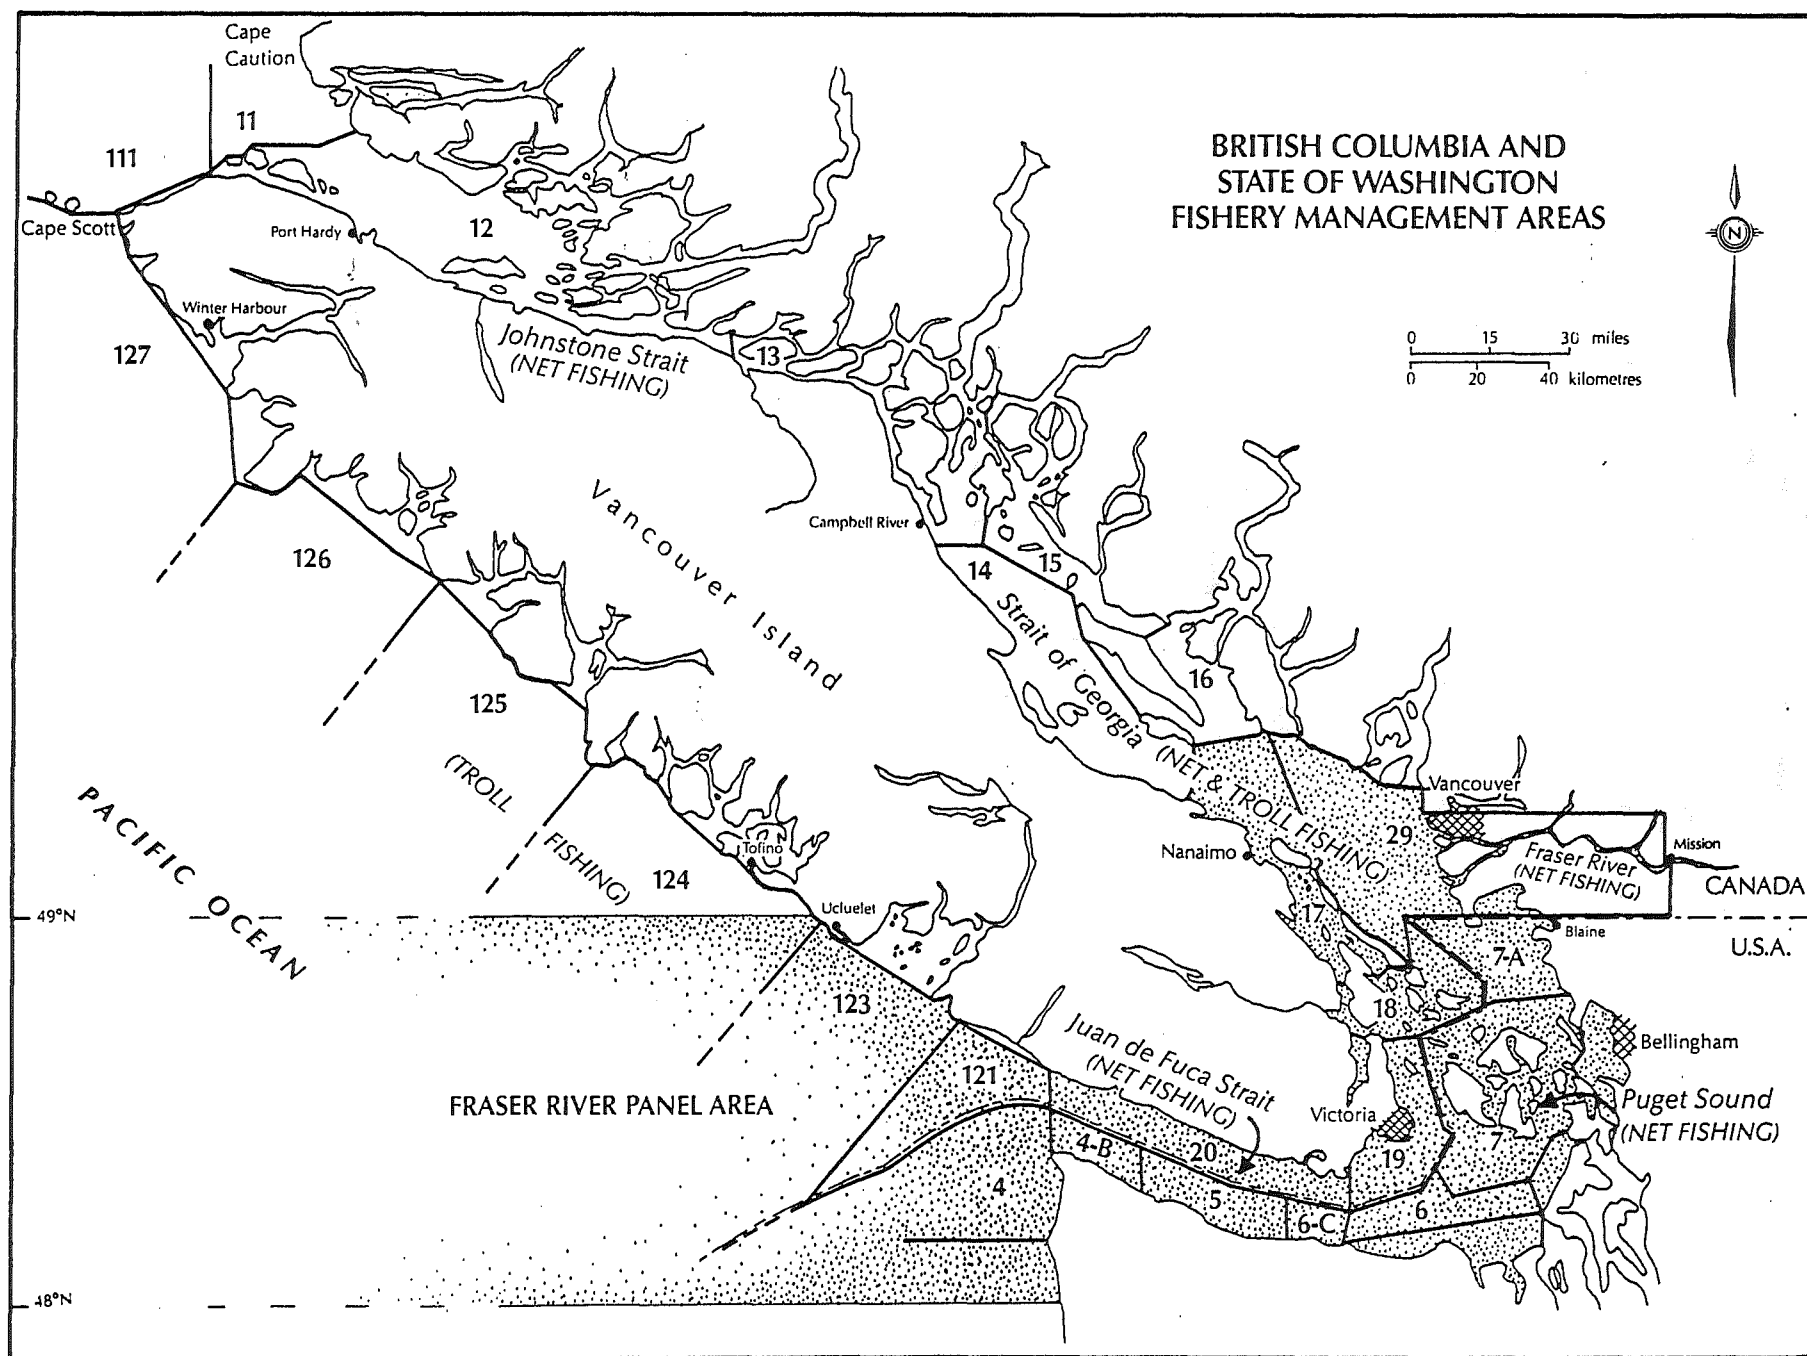 Cape
Caution
11
111
Cape Scott
Port Hardy
12
BRITISH COLUMBIA AND
STATE OF WASHINGTON
FISHERY MANAGEMENT AREAS
N
0 15 30 miles
0 20 40 kilometres
Winter Harbour
127
Johnstone Strait
(NET FISHING)
13
Vancouver Island
Campbell River
126
14
15
Strait of Georgia
(NET & TROLL FISHING)
16
125
(TROLL
FISHING)
PACIFIC OCEAN
Vancouver
29
Tofino
124
Nanaimo
Fraser River
(NET FISHING)
Mission
CANADA
49°N
Ucluelet
17
Blaine
U.S.A.
7-A
123
18
Juan de Fuca Strait
(NET FISHING)
Bellingham
121
FRASER RIVER PANEL AREA
Victoria
Puget Sound
(NET FISHING)
4-B
20
19
7
4
5
6-C
6
48°N